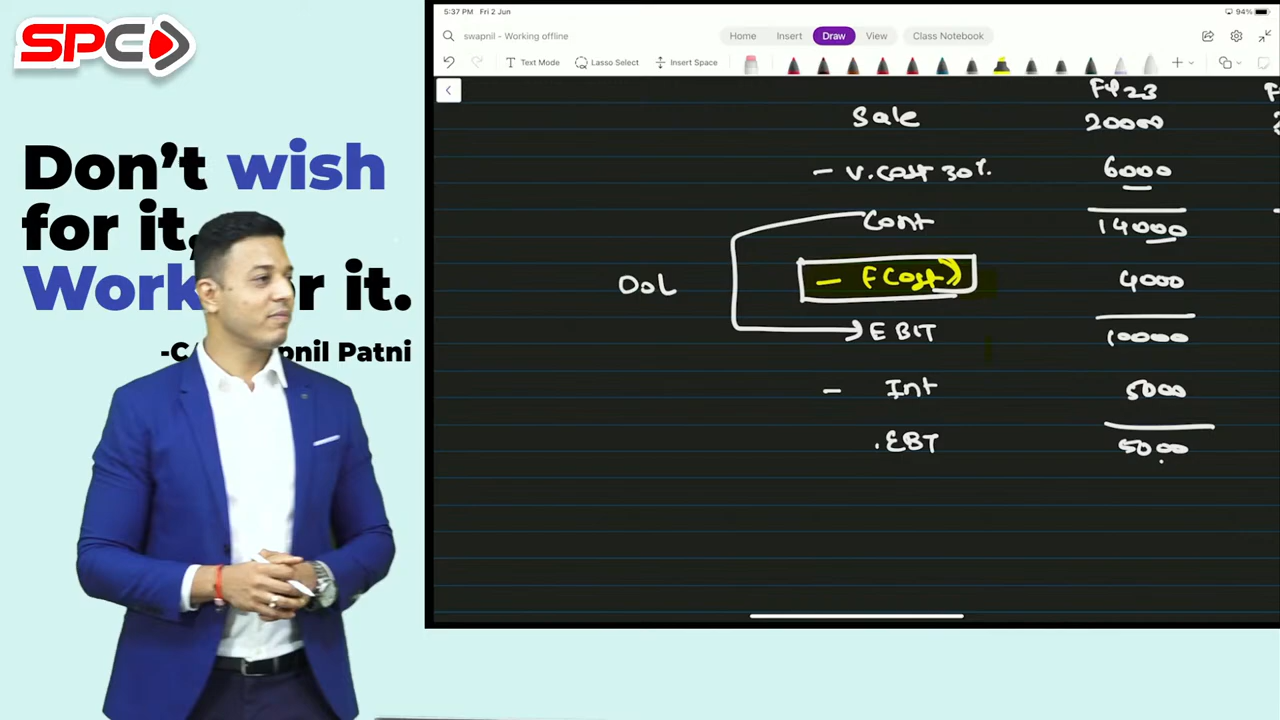 SPC
Don't wish
for it,
Work for it.
-C/ pnil Patni
5:37 PM Fri 2 Jun
94%
swapnil - Working offline
Home Insert Draw View Class Notebook
Text Mode Lasso Select Insert Space
FY23
Sale 20000
- V.Cost 30% 6000
Cont 14000
DOL - F Cost) 4000
EBIT 10000
- Int 5000
.EBT 5000